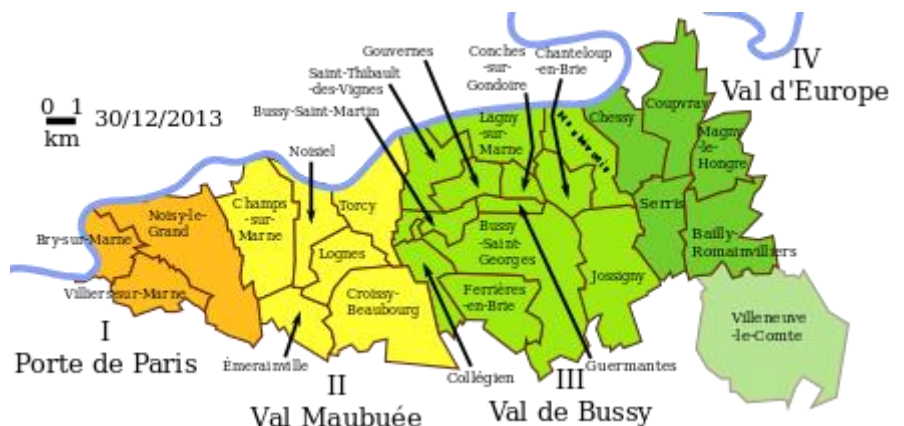 Gouvernes
Conches
-sur-
Gondoire
Chanteloup
-en-Brie
Saint-Thibault
-des-Vignes
Bussy-Saint-Martin
IV
Val d'Europe
0 1
km
30/12/2013
Noisiel
Lagny
-sur-
Marne
Montévrain
Chessy
Coupvray
Magny
-le-
Hongre
Noisy-le-
Grand
Champs
-sur-
Marne
Torcy
Serris
Bry-sur-Marne
Bussy
-Saint-
Georges
Bailly-
Romainvilliers
Lognes
Jossigny
Villiers-sur-Marne
Croissy-
Beaubourg
Ferrières
-en-Brie
Villeneuve
-le-Comte
I
Porte de Paris
Émerainville
II
Val Maubuée
Collégien
III
Val de Bussy
Guermantes